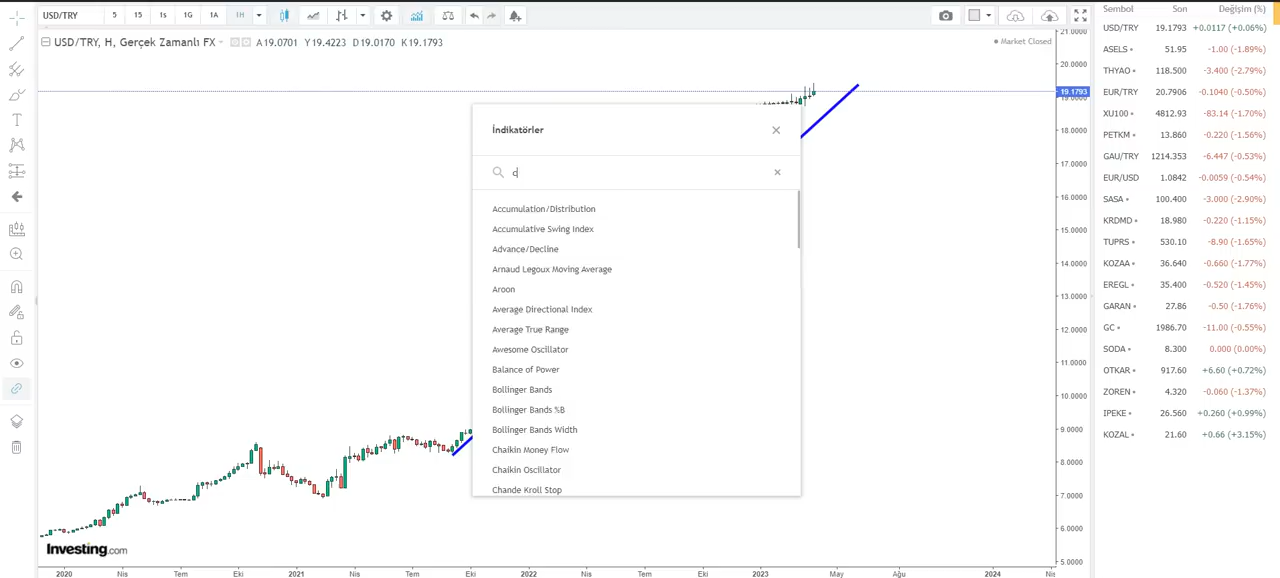 USD/TRY 5 15 1s 1G 1A 1H
USD/TRY, H, Gerçek Zamanlı FX A19.0701 Y19.4223 D19.0170 K19.1793
Market Closed
21.0000
20.0000
19.1793
19.0000
18.0000
17.0000
16.0000
15.0000
14.0000
13.0000
12.0000
11.0000
10.0000
9.0000
8.0000
7.0000
6.0000
5.0000
İndikatörler
c
Accumulation/Distribution
Accumulative Swing Index
Advance/Decline
Arnaud Legoux Moving Average
Aroon
Average Directional Index
Average True Range
Awesome Oscillator
Balance of Power
Bollinger Bands
Bollinger Bands %B
Bollinger Bands Width
Chaikin Money Flow
Chaikin Oscillator
Chande Kroll Stop
Investing.com
2020 Nis Tem Eki 2021 Nis Tem Eki 2022 Nis Tem Eki 2023 May Ağu 2024 Nis
Sembol Son Değişim (%)
USD/TRY 19.1793 +0.0117 (+0.06%)
ASELS 51.95 -1.00 (-1.89%)
THYAO 118.500 -3.400 (-2.79%)
EUR/TRY 20.7906 -0.1040 (-0.50%)
XU100 4812.93 -83.14 (-1.70%)
PETKM 13.860 -0.220 (-1.56%)
GAU/TRY 1214.353 -6.447 (-0.53%)
EUR/USD 1.0842 -0.0059 (-0.54%)
SASA 100.400 -3.000 (-2.90%)
KRDMD 18.980 -0.220 (-1.15%)
TUPRS 530.10 -8.90 (-1.65%)
KOZAA 36.640 -0.660 (-1.77%)
EREGL 35.400 -0.520 (-1.45%)
GARAN 27.86 -0.50 (-1.76%)
GC 1986.70 -11.00 (-0.55%)
SODA 8.300 0.000 (0.00%)
OTKAR 917.60 +6.60 (+0.72%)
ZOREN 4.320 -0.060 (-1.37%)
IPEKE 26.560 +0.260 (+0.99%)
KOZAL 21.60 +0.66 (+3.15%)